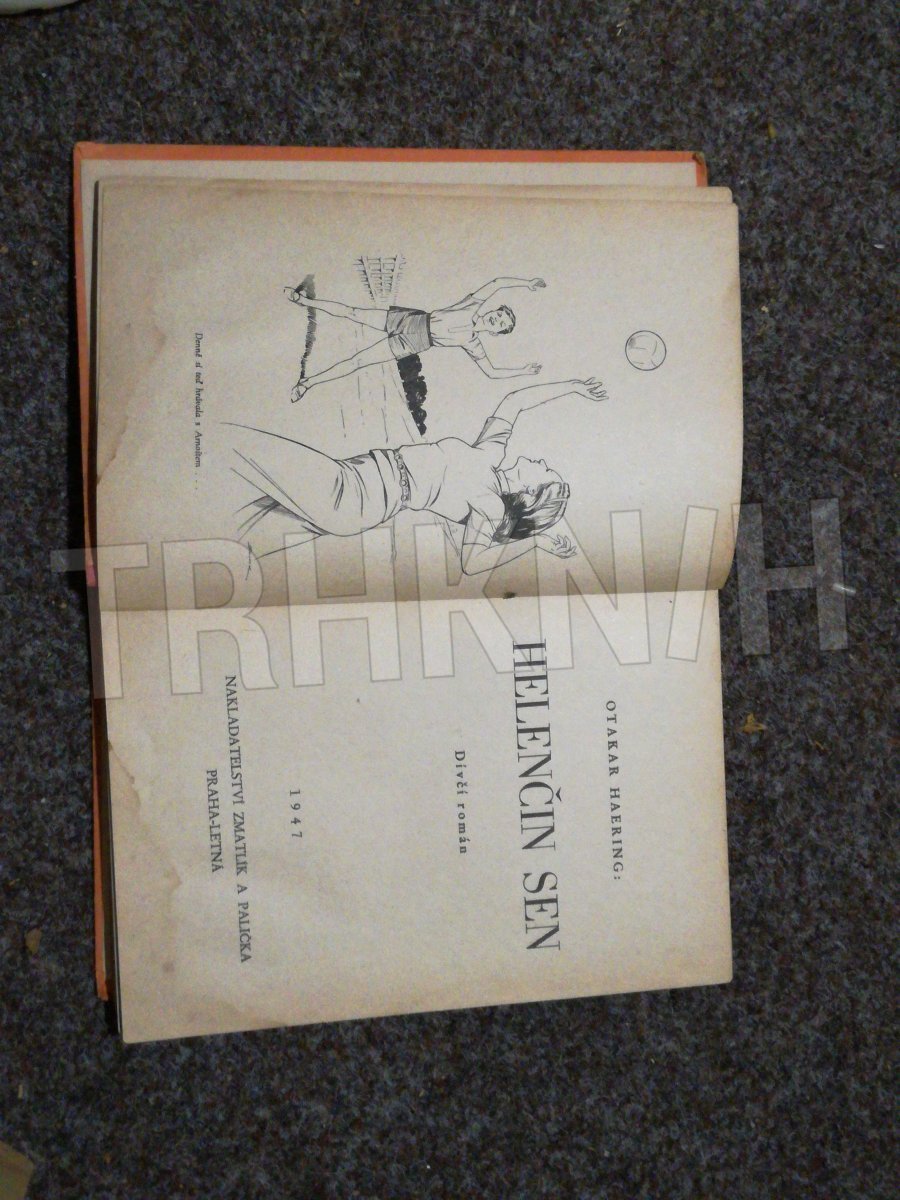 Denně si teď hrávala s Arnoštem . . .
OTAKAR HAERING:
HELENČIN SEN
Dívčí román
1947
NAKLADATELSTVÍ ZMATLÍK A PALIČKA
PRAHA-LETNÁ
TRHKNIH